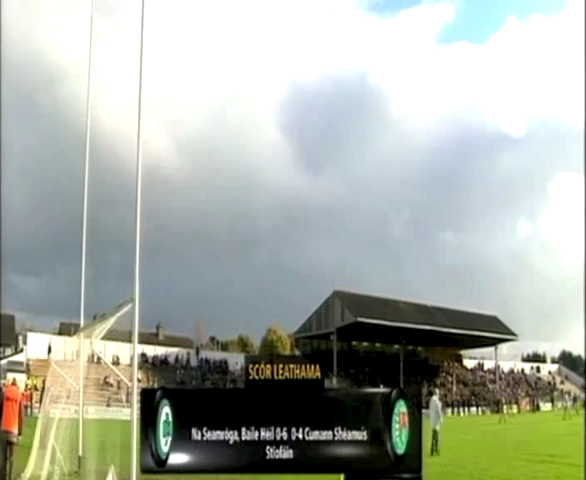 SCÓR LEATHAMA
Na Seamróga, Baile Héil 0-6 0-4 Cumann Shéamuis
Stiofáin